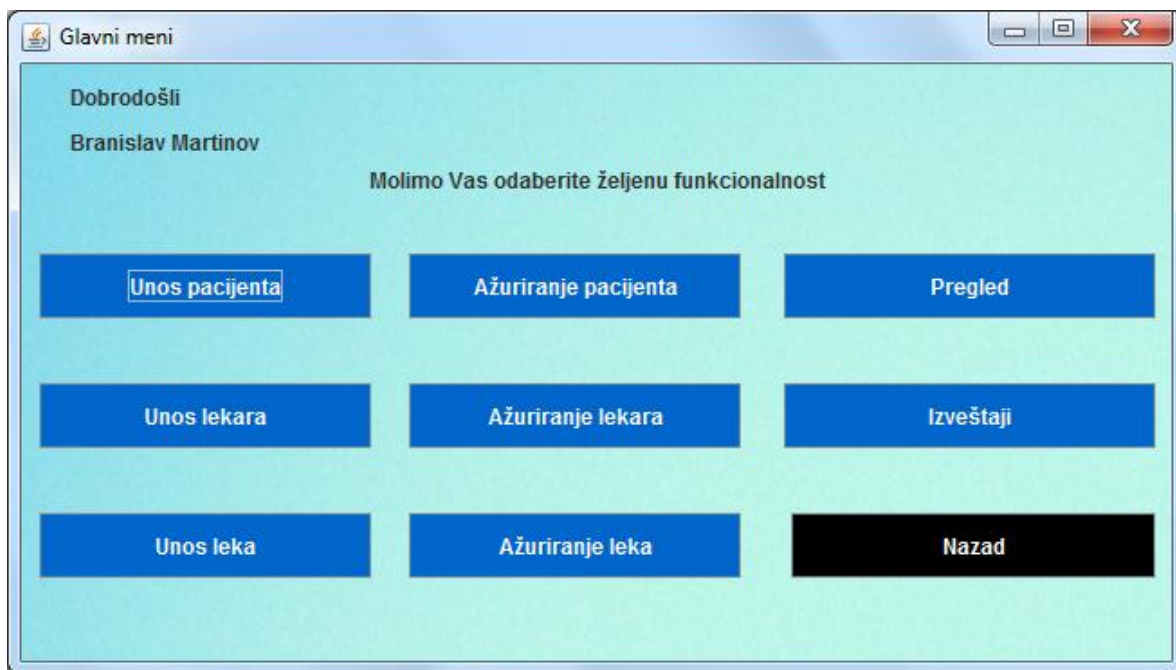 Glavni meni
Dobrodošli
Branislav Martinov
Molimo Vas odaberite željenu funkcionalnost
Unos pacijenta
Ažuriranje pacijenta
Pregled
Unos lekara
Ažuriranje lekara
Izveštaji
Unos leka
Ažuriranje leka
Nazad